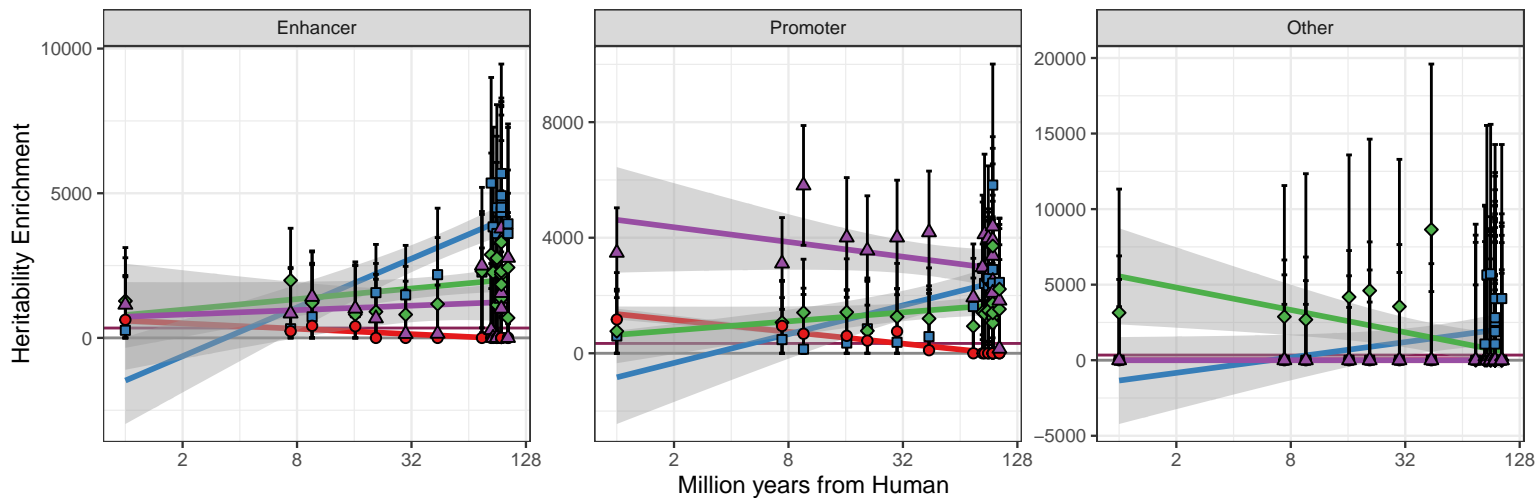 Enhancer
Promoter
Other
Heritability Enrichment
10000
5000
0
8000
4000
0
20000
15000
10000
5000
0
−5000
2 8 32 128
2 8 32 128
2 8 32 128
Million years from Human